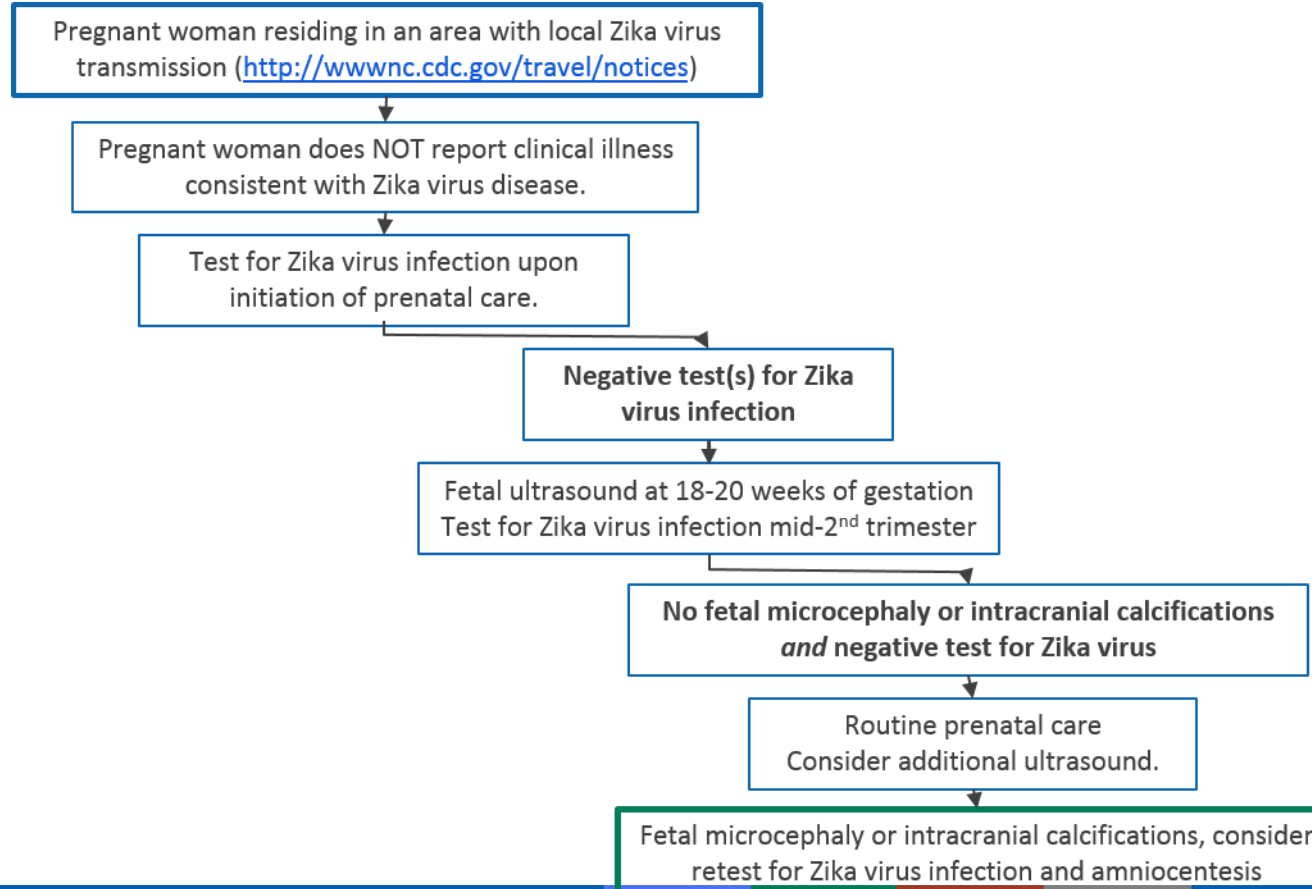 Pregnant woman residing in an area with local Zika virus
transmission (http://wwwnc.cdc.gov/travel/notices)
Pregnant woman does NOT report clinical illness
consistent with Zika virus disease.
Test for Zika virus infection upon
initiation of prenatal care.
Negative test(s) for Zika
virus infection
Fetal ultrasound at 18-20 weeks of gestation
Test for Zika virus infection mid-2nd trimester
No fetal microcephaly or intracranial calcifications
and negative test for Zika virus
Routine prenatal care
Consider additional ultrasound.
Fetal microcephaly or intracranial calcifications, consider
retest for Zika virus infection and amniocentesis